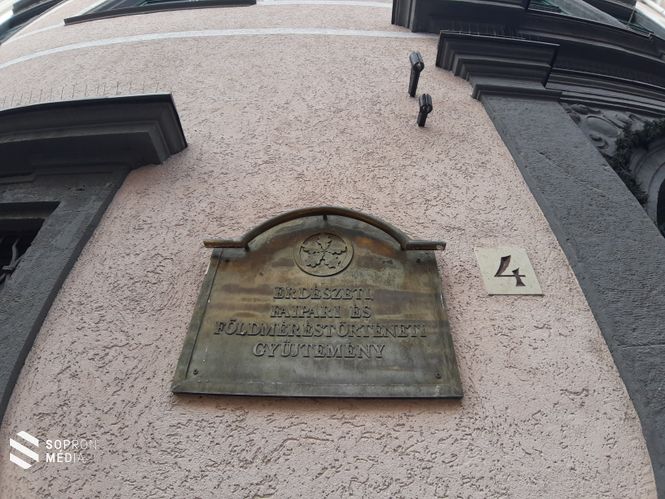 ERDÉSZETI
FAIPARI ÉS
FÖLDMÉRÉSTÖRTÉNETI
GYŰJTEMÉNY
4
SOPRON
MÉDIA